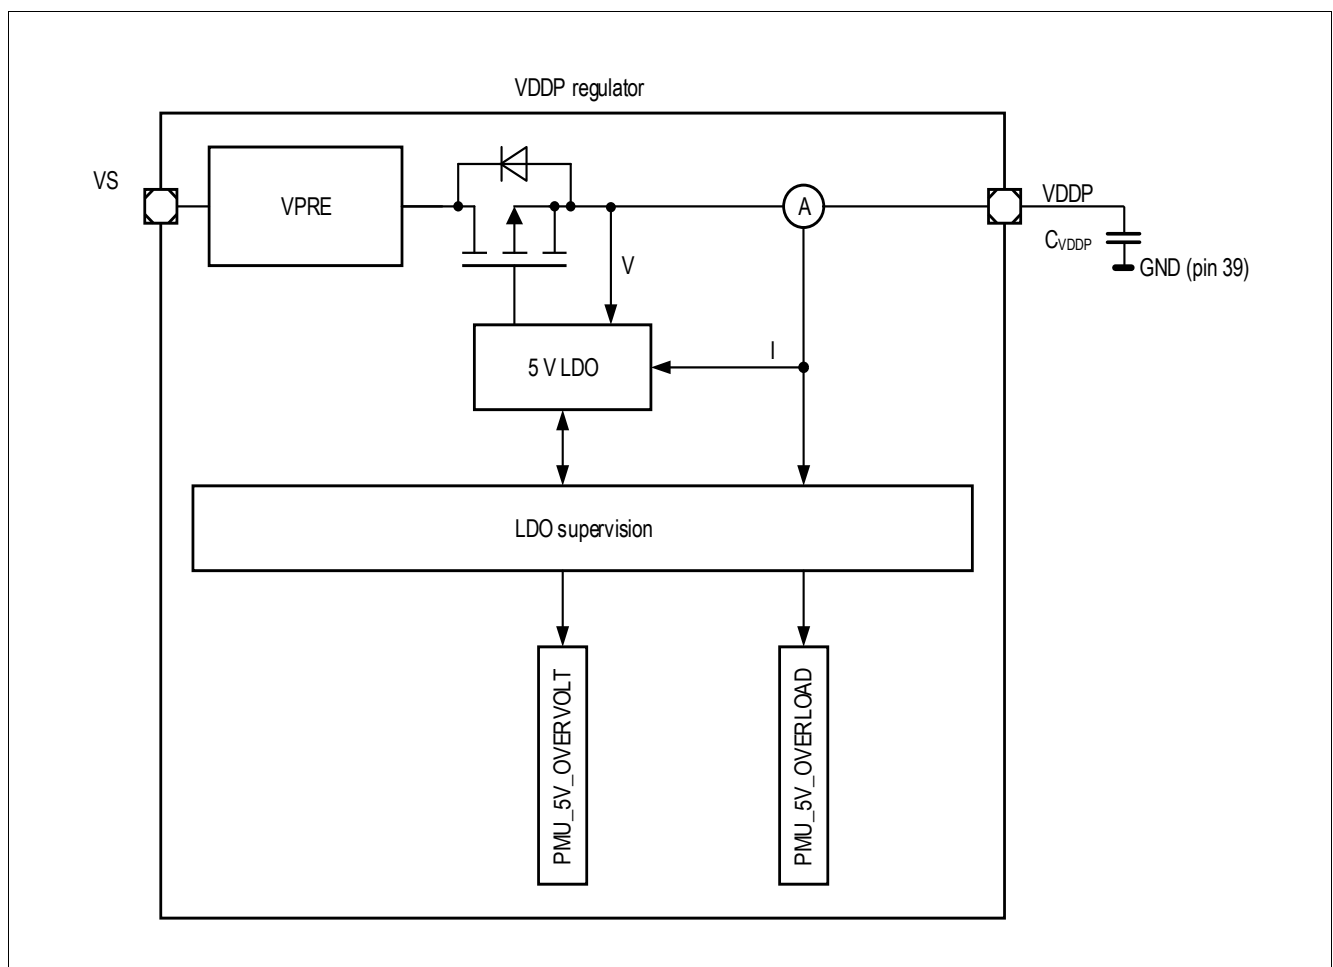 VDDP regulator
VS
VPRE
A
VDDP
CVDDP
GND (pin 39)
V
I
5 V LDO
LDO supervision
PMU_5V_OVERVOLT
PMU_5V_OVERLOAD